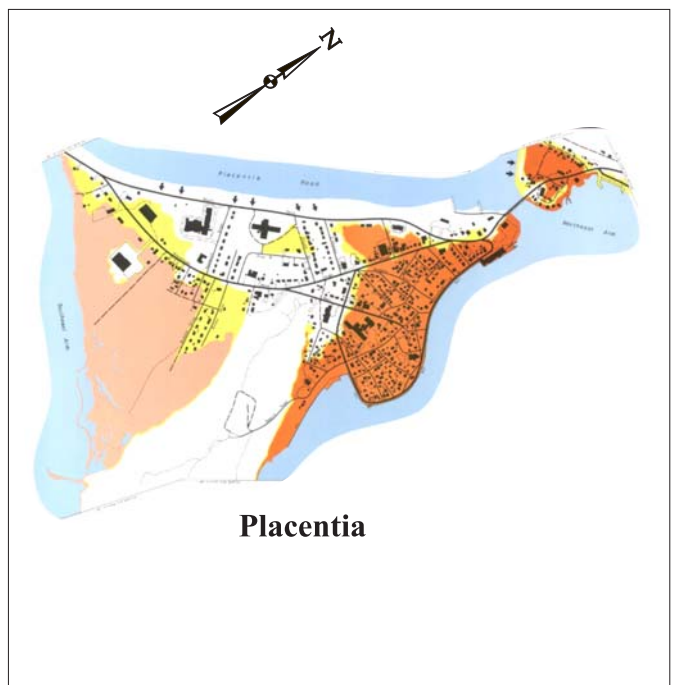 N
Placentia Road
Northeast Arm
Southeast Arm
Placentia